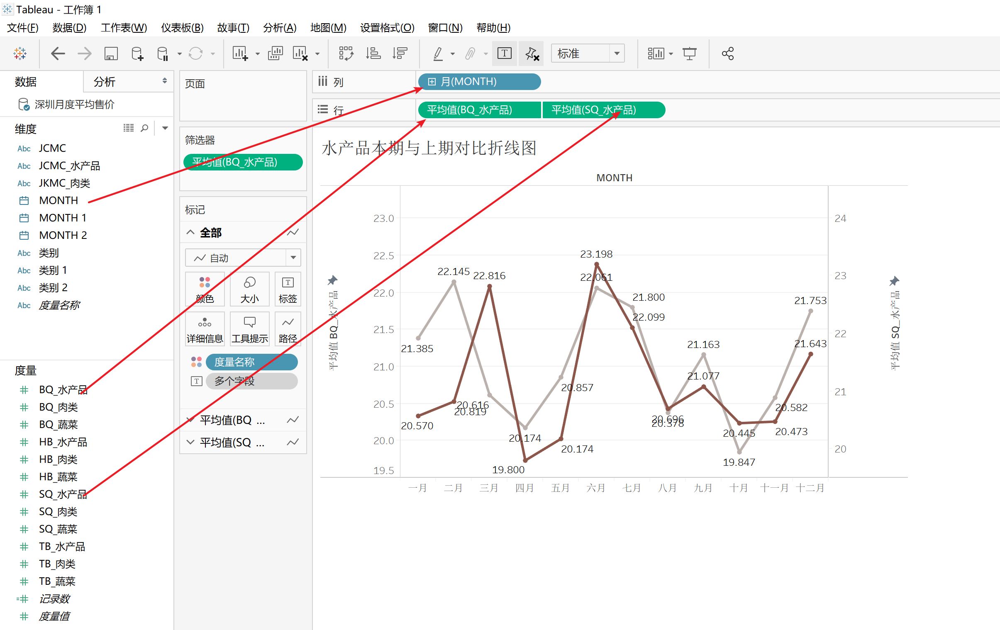 Tableau - 工作簿 1
文件(F) 数据(D) 工作表(W) 仪表板(B) 故事(T) 分析(A) 地图(M) 设置格式(O) 窗口(N) 帮助(H)
标准
数据 分析
深圳月度平均售价
维度
Abc JCMC
Abc JCMC_水产品
Abc JKMC_肉类
MONTH
MONTH 1
MONTH 2
Abc 类别
Abc 类别 1
Abc 类别 2
Abc 度量名称
度量
BQ_水产品
BQ_肉类
BQ_蔬菜
HB_水产品
HB_肉类
HB_蔬菜
SQ_水产品
SQ_肉类
SQ_蔬菜
TB_水产品
TB_肉类
TB_蔬菜
记录数
度量值
页面
筛选器
平均值(BQ_水产品)
标记
全部
自动
颜色 大小 标签
详细信息 工具提示 路径
度量名称
多个字段
平均值(BQ ...
平均值(SQ ...
列 月(MONTH)
行 平均值(BQ_水产品) 平均值(SQ_水产品)
水产品本期与上期对比折线图
MONTH
平均值 BQ_水产品
23.0
22.5
22.0
21.5
21.0
20.5
20.0
19.5
21.385
22.145
22.816
20.616
20.819
20.570
20.174
19.800
20.857
20.174
23.198
22.061
21.800
22.099
20.696
20.378
21.163
21.077
20.445
19.847
20.582
20.473
21.753
21.643
24
23
22
21
20
平均值 SQ_水产品
一月 二月 三月 四月 五月 六月 七月 八月 九月 十月 十一月 十二月